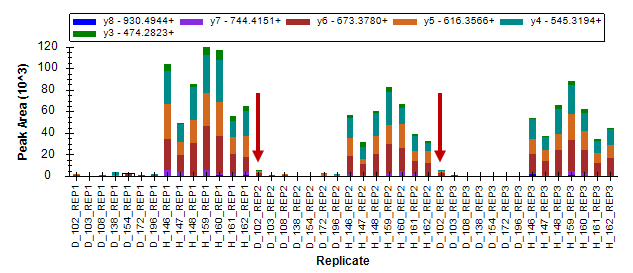 y8 - 930.4944+ y7 - 744.4151+ y6 - 673.3780+ y5 - 616.3566+ y4 - 545.3194+
y3 - 474.2823+
Peak Area (10^3)
120
100
80
60
40
20
0
D_102_REP1
D_103_REP1
D_108_REP1
D_138_REP1
D_154_REP1
D_172_REP1
D_196_REP1
H_146_REP1
H_147_REP1
H_148_REP1
H_159_REP1
H_160_REP1
H_161_REP1
H_162_REP1
D_102_REP2
D_103_REP2
D_108_REP2
D_138_REP2
D_154_REP2
D_172_REP2
D_196_REP2
H_146_REP2
H_147_REP2
H_148_REP2
H_159_REP2
H_160_REP2
H_161_REP2
H_162_REP2
D_102_REP3
D_103_REP3
D_108_REP3
D_138_REP3
D_154_REP3
D_172_REP3
D_196_REP3
H_146_REP3
H_147_REP3
H_148_REP3
H_159_REP3
H_160_REP3
H_161_REP3
H_162_REP3
Replicate